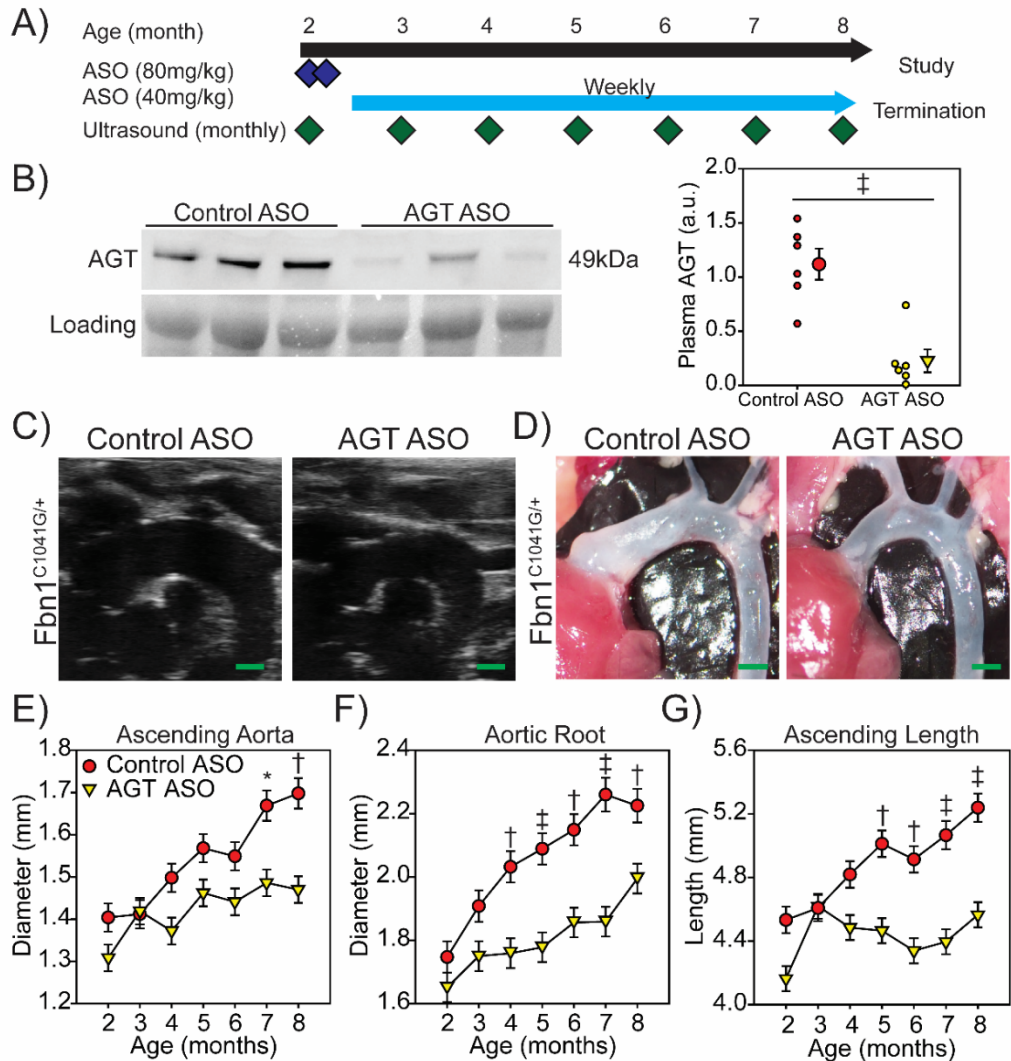 A)
Age (month) 2 3 4 5 6 7 8
ASO (80mg/kg) Study
ASO (40mg/kg) Weekly
Ultrasound (monthly) Termination
B)
Control ASO AGT ASO
AGT 49kDa
Loading
Plasma AGT (a.u.)
2.0
1.5
1.0
0.5
0.0
‡
Control ASO AGT ASO
C)
Control ASO AGT ASO
Fbn1C1041G/+
D)
Control ASO AGT ASO
Fbn1C1041G/+
E)
Ascending Aorta
Control ASO
AGT ASO
Diameter (mm)
1.8
1.7
1.6
1.5
1.4
1.3
1.2
* †
2 3 4 5 6 7 8
Age (months)
F)
Aortic Root
Diameter (mm)
2.4
2.2
2.0
1.8
1.6
† ‡ † ‡ †
2 3 4 5 6 7 8
Age (months)
G)
Ascending Length
Length (mm)
5.6
5.2
4.8
4.4
4.0
† † ‡ ‡
2 3 4 5 6 7 8
Age (months)